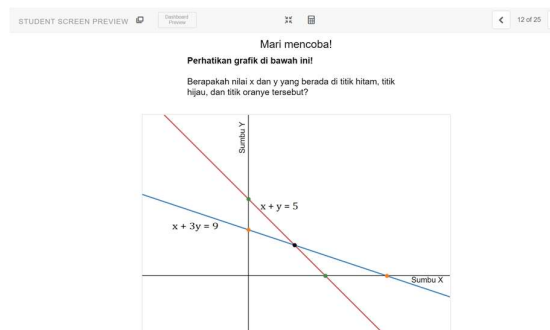 STUDENT SCREEN PREVIEW
Dashboard
Preview
12 of 25
Mari mencoba!
Perhatikan grafik di bawah ini!
Berapakah nilai x dan y yang berada di titik hitam, titik
hijau, dan titik oranye tersebut?
Sumbu Y
x + y = 5
x + 3y = 9
Sumbu X